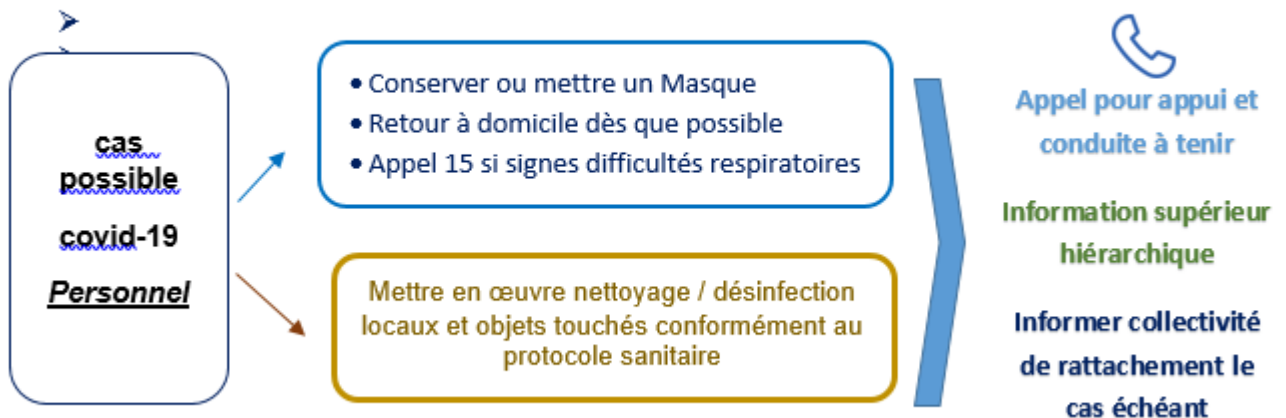 cas
possible
covid-19
Personnel
• Conserver ou mettre un Masque
• Retour à domicile dès que possible
• Appel 15 si signes difficultés respiratoires
Mettre en œuvre nettoyage / désinfection
locaux et objets touchés conformément au
protocole sanitaire
Appel pour appui et
conduite à tenir
Information supérieur
hiérarchique
Informer collectivité
de rattachement le
cas échéant